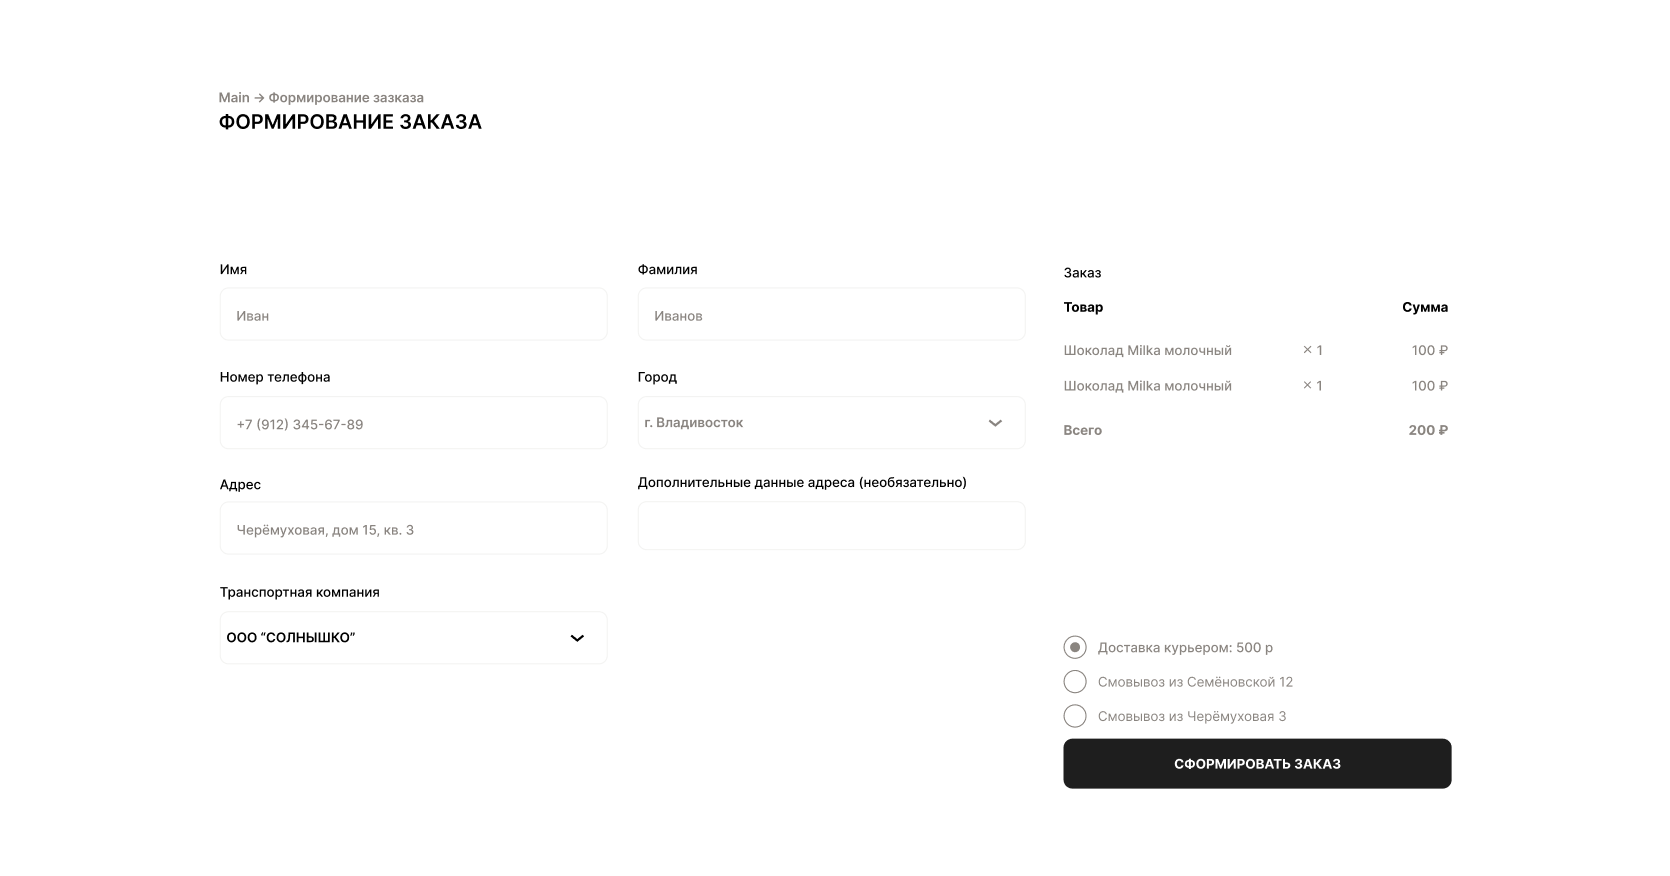 Main → Формирование зазказа
ФОРМИРОВАНИЕ ЗАКАЗА
Имя
Иван
Фамилия
Иванов
Номер телефона
+7 (912) 345-67-89
Город
г. Владивосток
Адрес
Черёмуховая, дом 15, кв. 3
Дополнительные данные адреса (необязательно)
Транспортная компания
ООО “СОЛНЫШКО”
Заказ
Товар Сумма
Шоколад Milka молочный × 1 100 ₽
Шоколад Milka молочный × 1 100 ₽
Всего 200 ₽
Доставка курьером: 500 р
Смовывоз из Семёновской 12
Смовывоз из Черёмуховая 3
СФОРМИРОВАТЬ ЗАКАЗ